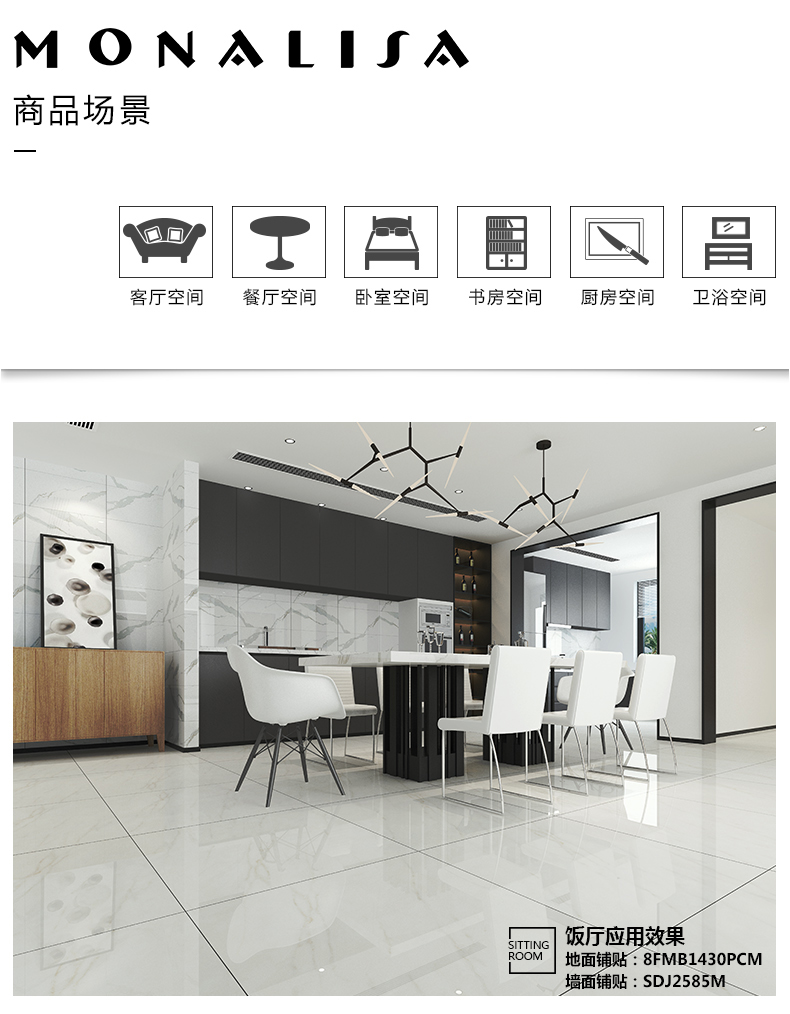 MONALISA
商品场景
客厅空间
餐厅空间
卧室空间
书房空间
厨房空间
卫浴空间
SITTING
ROOM
饭厅应用效果
地面铺贴：8FMB1430PCM
墙面铺贴：SDJ2585M